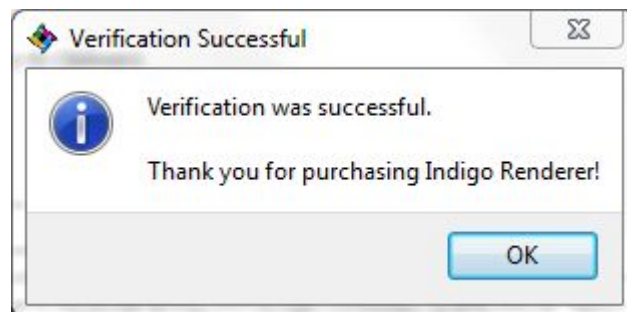 Verification Successful
Verification was successful.
Thank you for purchasing Indigo Renderer!
OK